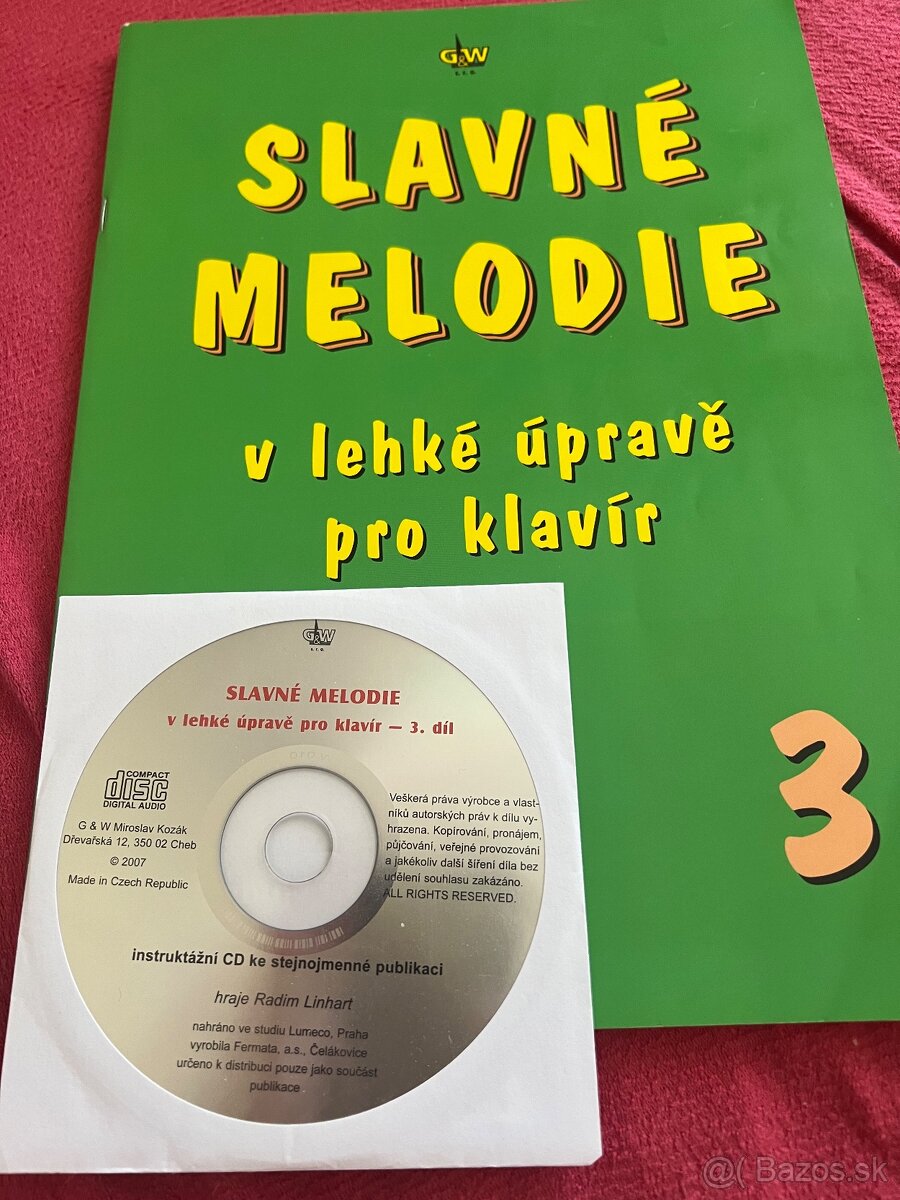 G&W
s. r. o.
SLAVNÉ
MELODIE
v lehké úpravě
pro klavír
3
G&W
s. r. o.
SLAVNÉ MELODIE
v lehké úpravě pro klavír – 3. díl
COMPACT
disc
DIGITAL AUDIO
G & W Miroslav Kozák
Dřevařská 12, 350 02 Cheb
© 2007
Made in Czech Republic
Veškerá práva výrobce a vlast-
níků autorských práv k dílu vy-
hrazena. Kopírování, pronájem,
půjčování, veřejné provozování
a jakékoliv další šíření díla bez
udělení souhlasu zakázáno.
ALL RIGHTS RESERVED.
instruktážní CD ke stejnojmenné publikaci
hraje Radim Linhart
nahráno ve studiu Lumeco, Praha
vyrobila Fermata, a.s., Čelákovice
určeno k distribuci pouze jako součást
publikace
@( Bazos.sk